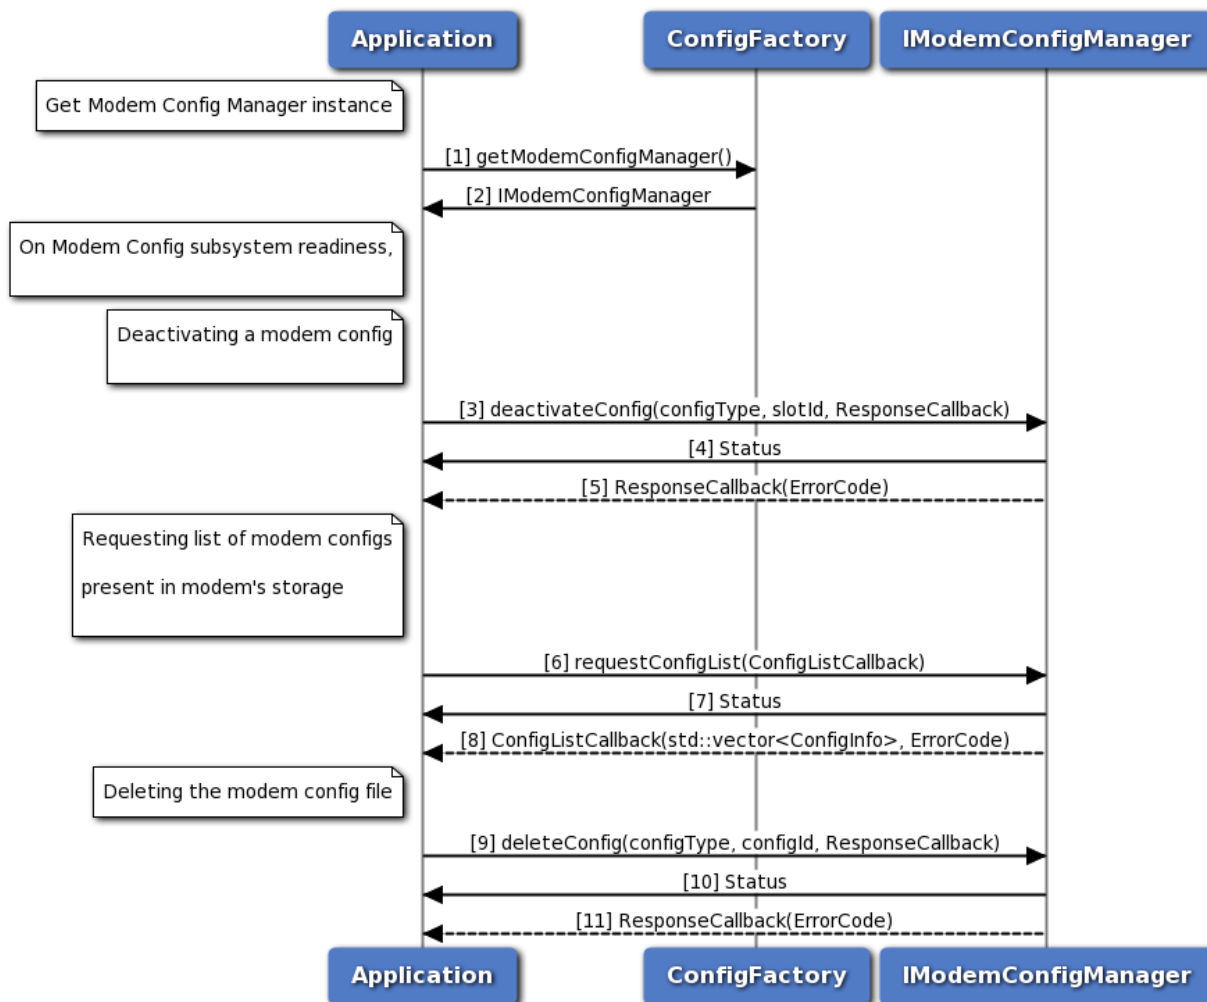 Application
ConfigFactory
IModemConfigManager
Get Modem Config Manager instance
[1] getModemConfigManager()
[2] IModemConfigManager
On Modem Config subsystem readiness,
Deactivating a modem config
[3] deactivateConfig(configType, slotId, ResponseCallback)
[4] Status
[5] ResponseCallback(ErrorCode)
Requesting list of modem configs
present in modem's storage
[6] requestConfigList(ConfigListCallback)
[7] Status
[8] ConfigListCallback(std::vector<ConfigInfo>, ErrorCode)
Deleting the modem config file
[9] deleteConfig(configType, configId, ResponseCallback)
[10] Status
[11] ResponseCallback(ErrorCode)
Application
ConfigFactory
IModemConfigManager